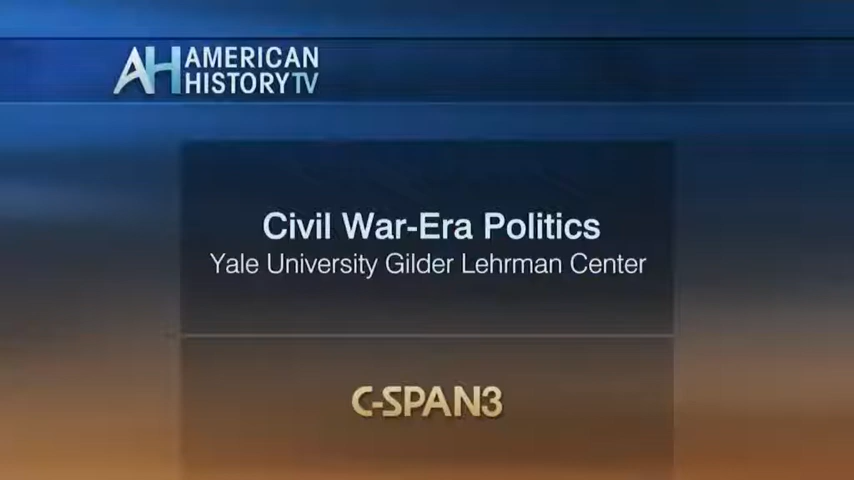 AH AMERICAN
HISTORY TV
Civil War-Era Politics
Yale University Gilder Lehrman Center
C-SPAN3